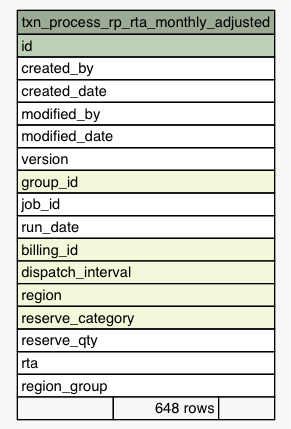 txn_process_rp_rta_monthly_adjusted
id
created_by
created_date
modified_by
modified_date
version
group_id
job_id
run_date
billing_id
dispatch_interval
region
reserve_category
reserve_qty
rta
region_group
648 rows